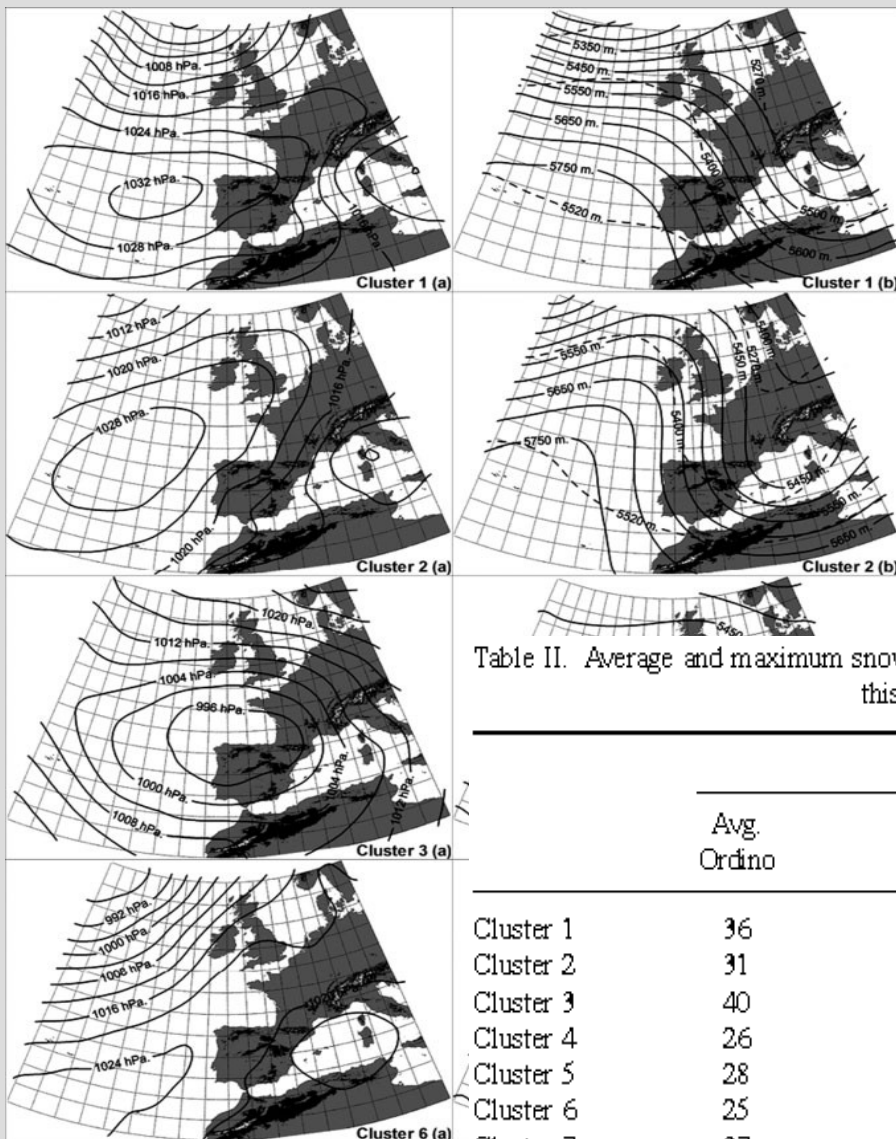 1008 hPa.
1016 hPa.
1024 hPa.
1032 hPa.
1028 hPa.
Cluster 1 (a)
5350 m.
5450 m.
5550 m.
5650 m.
5750 m.
5520 m.
5270 m.
5400 m.
5500 m.
5600 m.
Cluster 1 (b)
1012 hPa.
1020 hPa.
1028 hPa.
1016 hPa.
1020 hPa.
Cluster 2 (a)
5550 m.
5650 m.
5750 m.
5520 m.
5400 m.
5450 m.
5450 m.
5550 m.
5650 m.
Cluster 2 (b)
1020 hPa.
1012 hPa.
1004 hPa.
996 hPa.
1000 hPa.
1008 hPa.
1004 hPa.
1012 hPa.
Cluster 3 (a)
992 hPa.
1000 hPa.
1008 hPa.
1016 hPa.
1024 hPa.
Cluster 6 (a)
Table II. Average and maximum snow
this
Avg.
Ordino
Cluster 1 36
Cluster 2 31
Cluster 3 40
Cluster 4 26
Cluster 5 28
Cluster 6 25